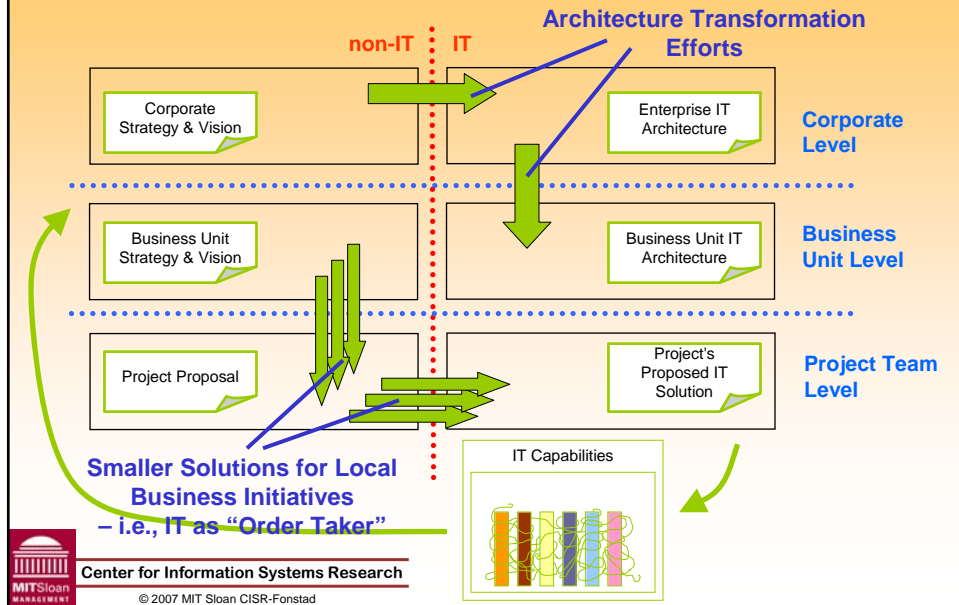 Architecture Transformation
Efforts
non-IT
IT
Corporate
Strategy & Vision
Enterprise IT
Architecture
Corporate
Level
Business Unit
Strategy & Vision
Business Unit IT
Architecture
Business
Unit Level
Project Proposal
Project's
Proposed IT
Solution
Project Team
Level
Smaller Solutions for Local
Business Initiatives
– i.e., IT as “Order Taker”
IT Capabilities
MITSloan
MANAGEMENT
Center for Information Systems Research
© 2007 MIT Sloan CISR-Fonstad